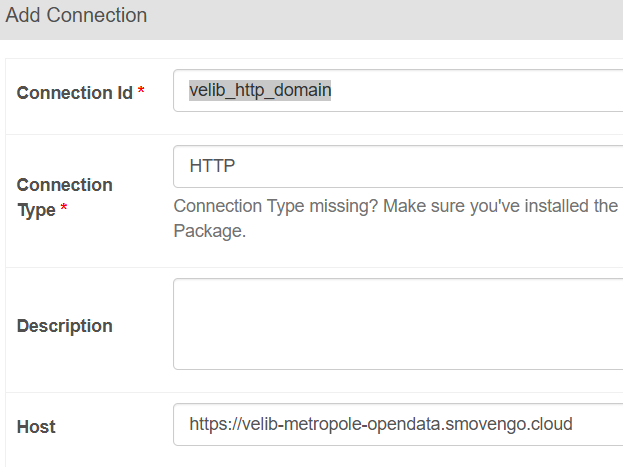 Add Connection
Connection Id *
velib_http_domain
Connection
Type *
HTTP
Connection Type missing? Make sure you've installed the
Package.
Description
Host
https://velib-metropole-opendata.smovengo.cloud